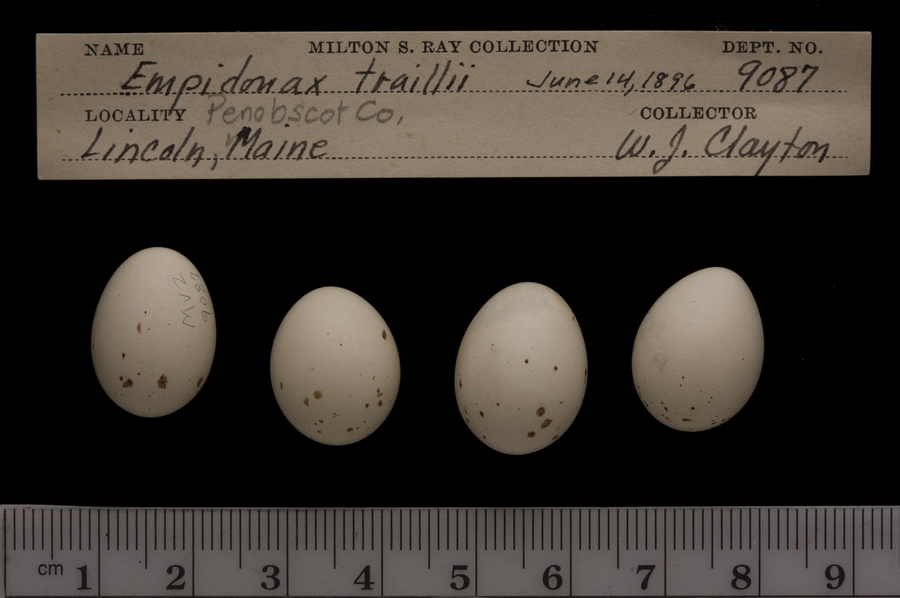 NAME MILTON S. RAY COLLECTION DEPT. NO.
Empidonax traillii June 14, 1896 9087
LOCALITY Penobscot Co. COLLECTOR
Lincoln, Maine W. J. Clayton
MVZ
9087
cm 1 2 3 4 5 6 7 8 9